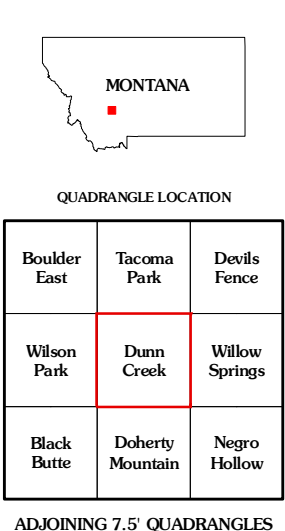 MONTANA
QUADRANGLE LOCATION
Boulder East
Tacoma Park
Devils Fence
Wilson Park
Dunn Creek
Willow Springs
Black Butte
Doherty Mountain
Negro Hollow
ADJOINING 7.5' QUADRANGLES